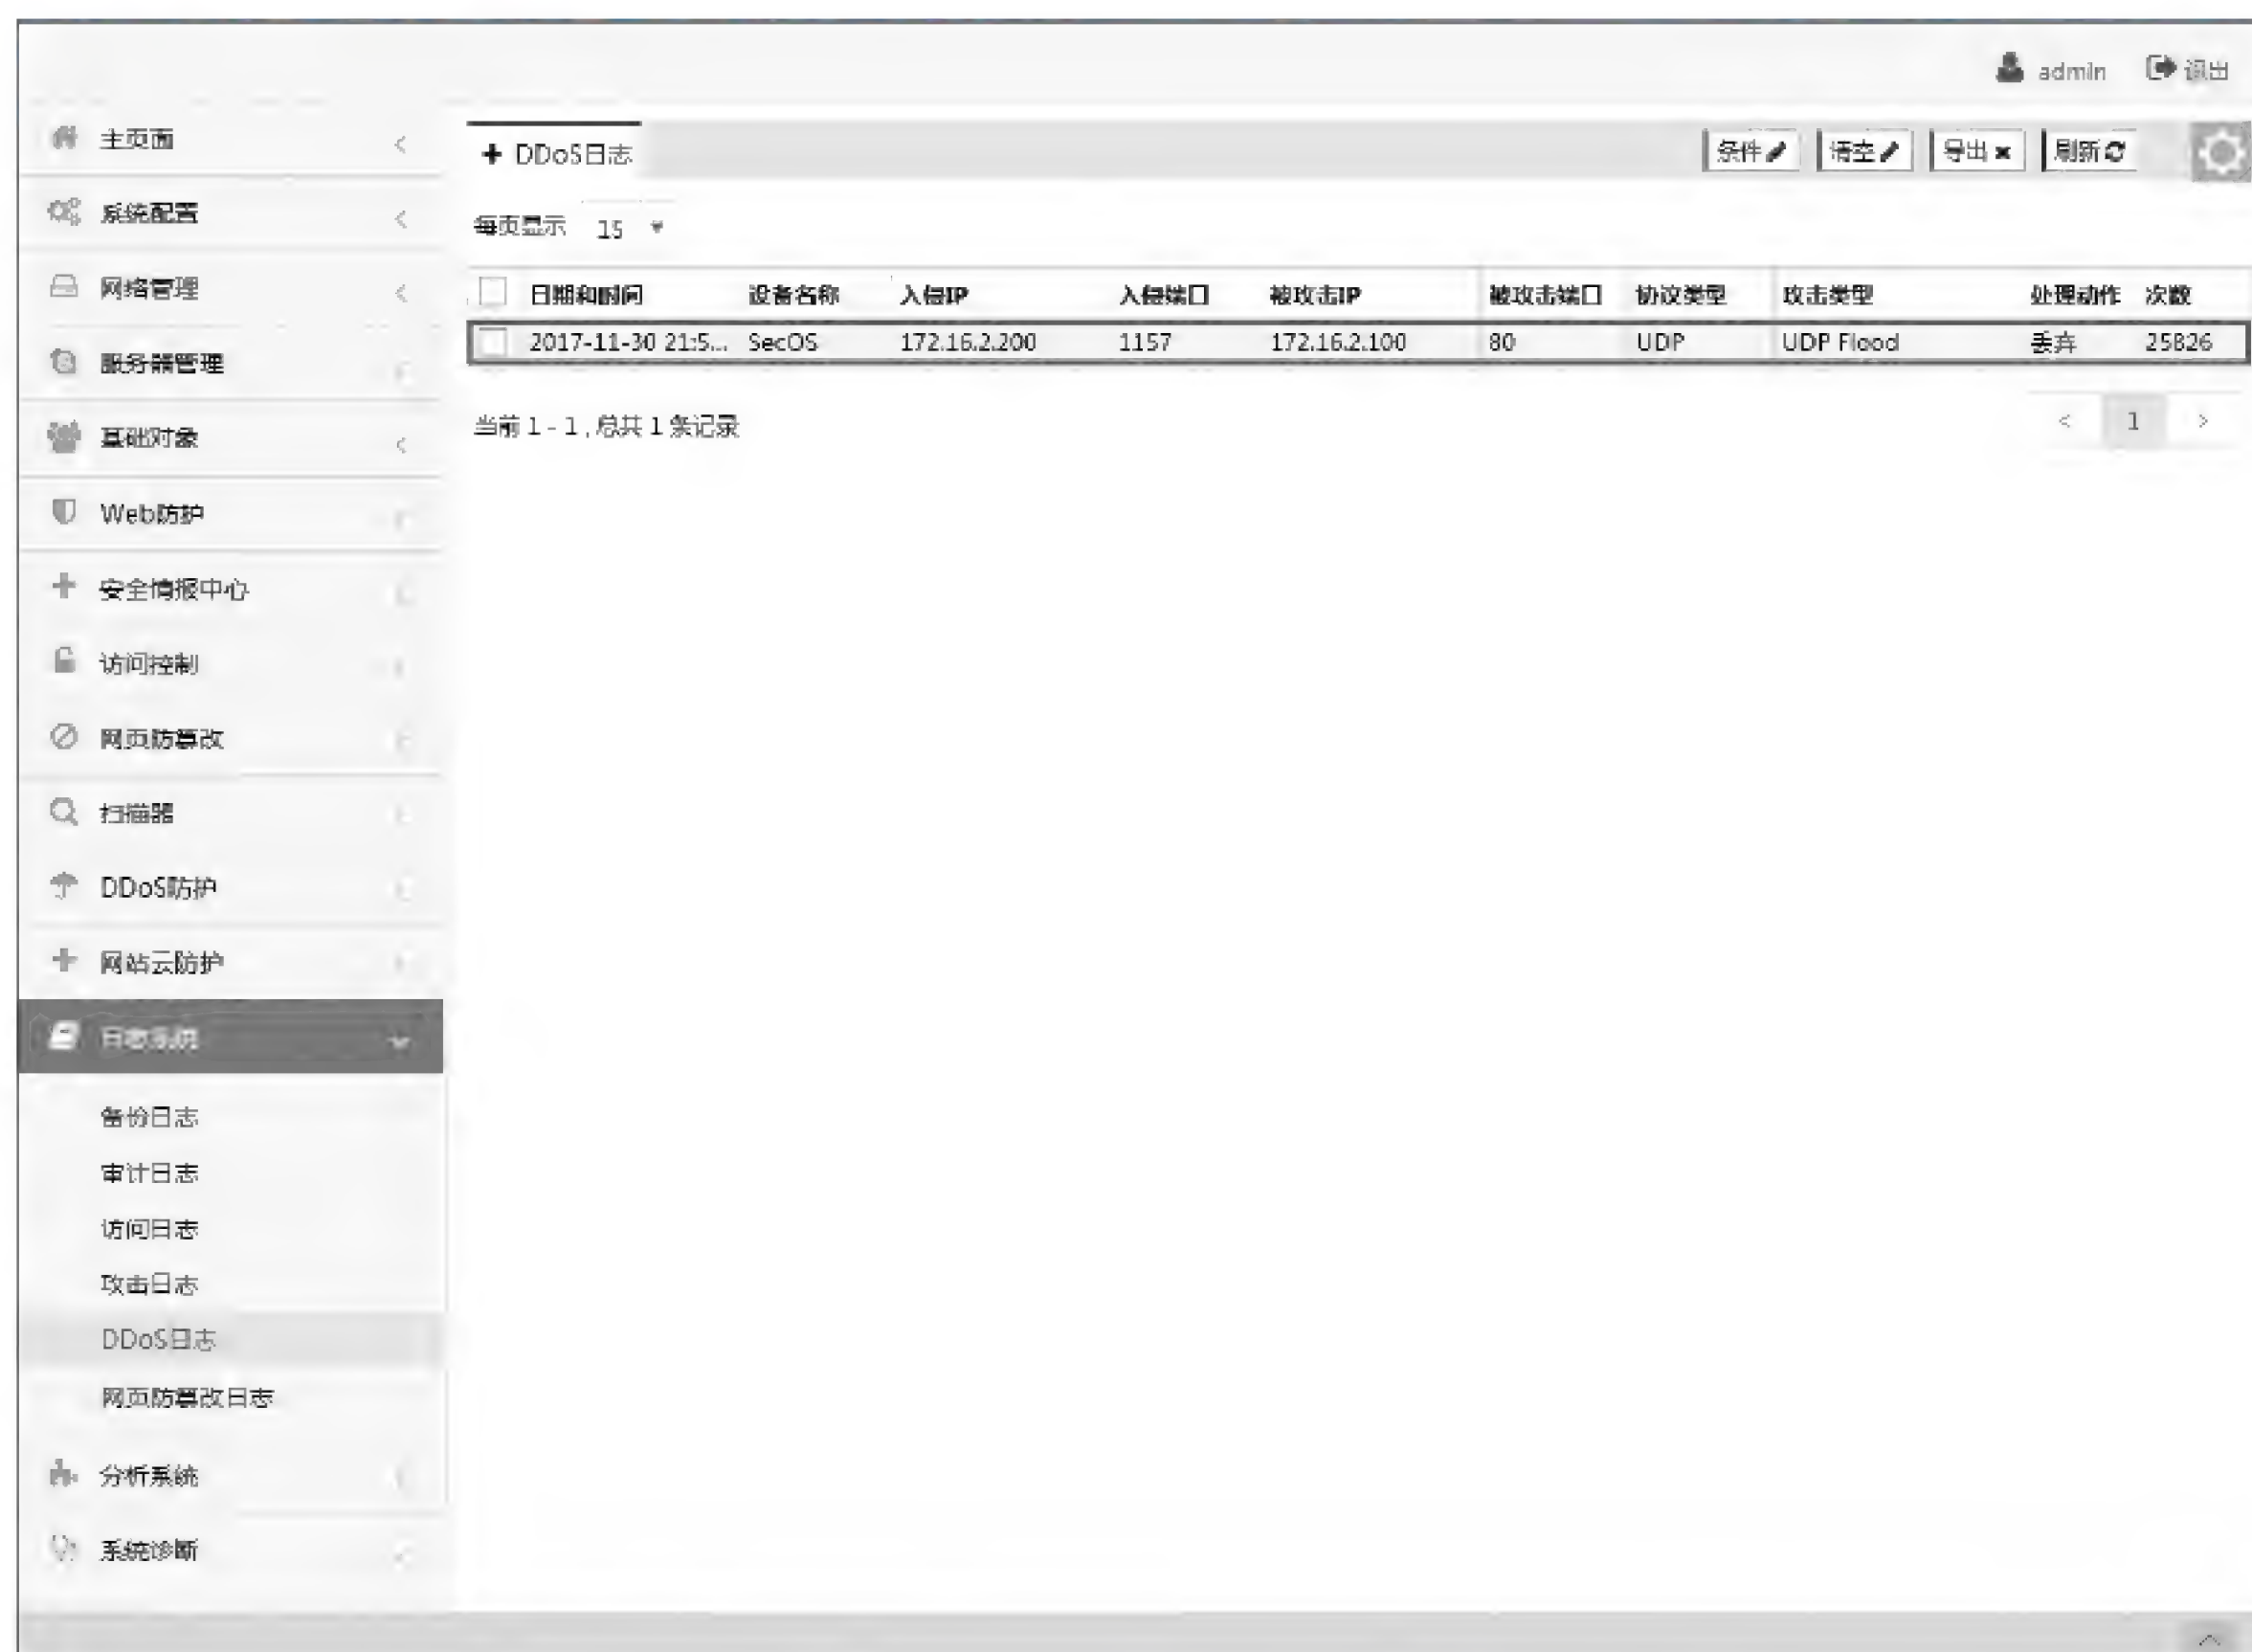 admin 退出
主页面
系统配置
网络管理
服务器管理
基础对象
Web防护
安全情报中心
访问控制
网页防篡改
扫描器
DDoS防护
网站云防护
日志系统
备份日志
审计日志
访问日志
攻击日志
DDoS日志
网页防篡改日志
分析系统
系统诊断
DDoS日志
条件 清空 导出 刷新
每页显示 15
日期和时间 设备名称 入侵IP 入侵端口 被攻击IP 被攻击端口 协议类型 攻击类型 处理动作 次数
2017-11-30 21:5... SecOS 172.16.2.200 1157 172.16.2.100 80 UDP UDP Flood 丢弃 25826
当前 1 - 1 , 总共 1 条记录
< 1 >